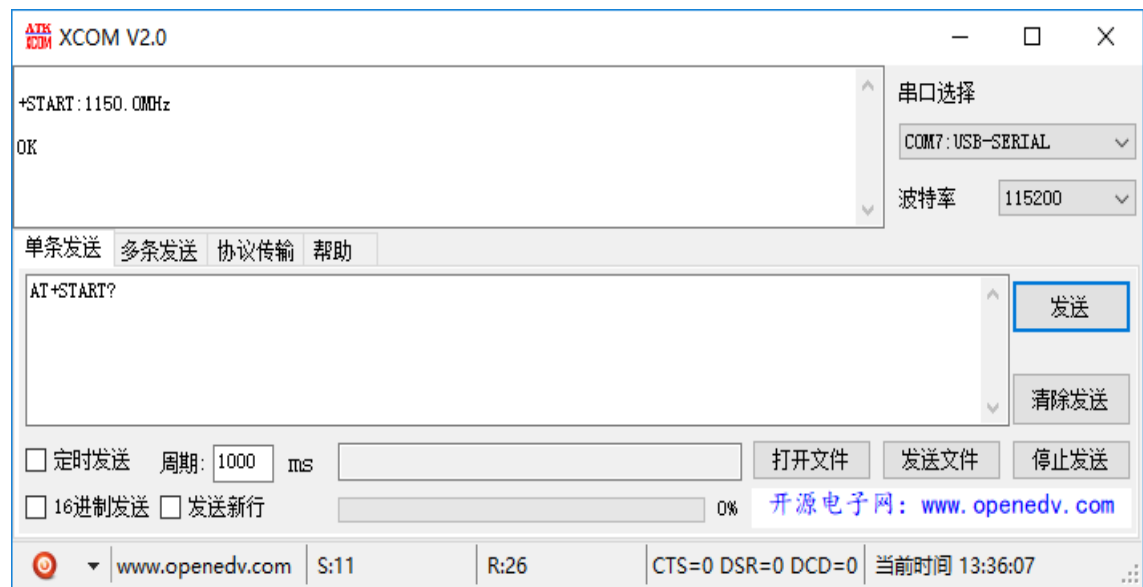 ATK XCOM XCOM V2.0
+START:1150.0MHz
OK
串口选择
COM7:USB-SERIAL
波特率 115200
单条发送 多条发送 协议传输 帮助
AT+START?
发送
清除发送
定时发送 周期: 1000 ms 打开文件 发送文件 停止发送
16进制发送 发送新行 0% 开源电子网: www.openedv.com
www.openedv.com S:11 R:26 CTS=0 DSR=0 DCD=0 当前时间 13:36:07